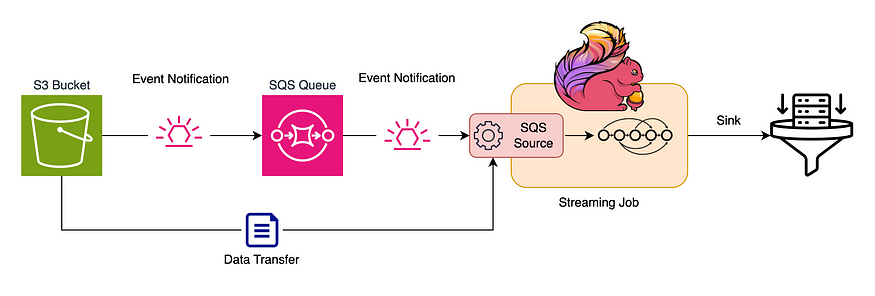 S3 Bucket
Event Notification
SQS Queue
Event Notification
SQS
Source
Sink
Streaming Job
Data Transfer